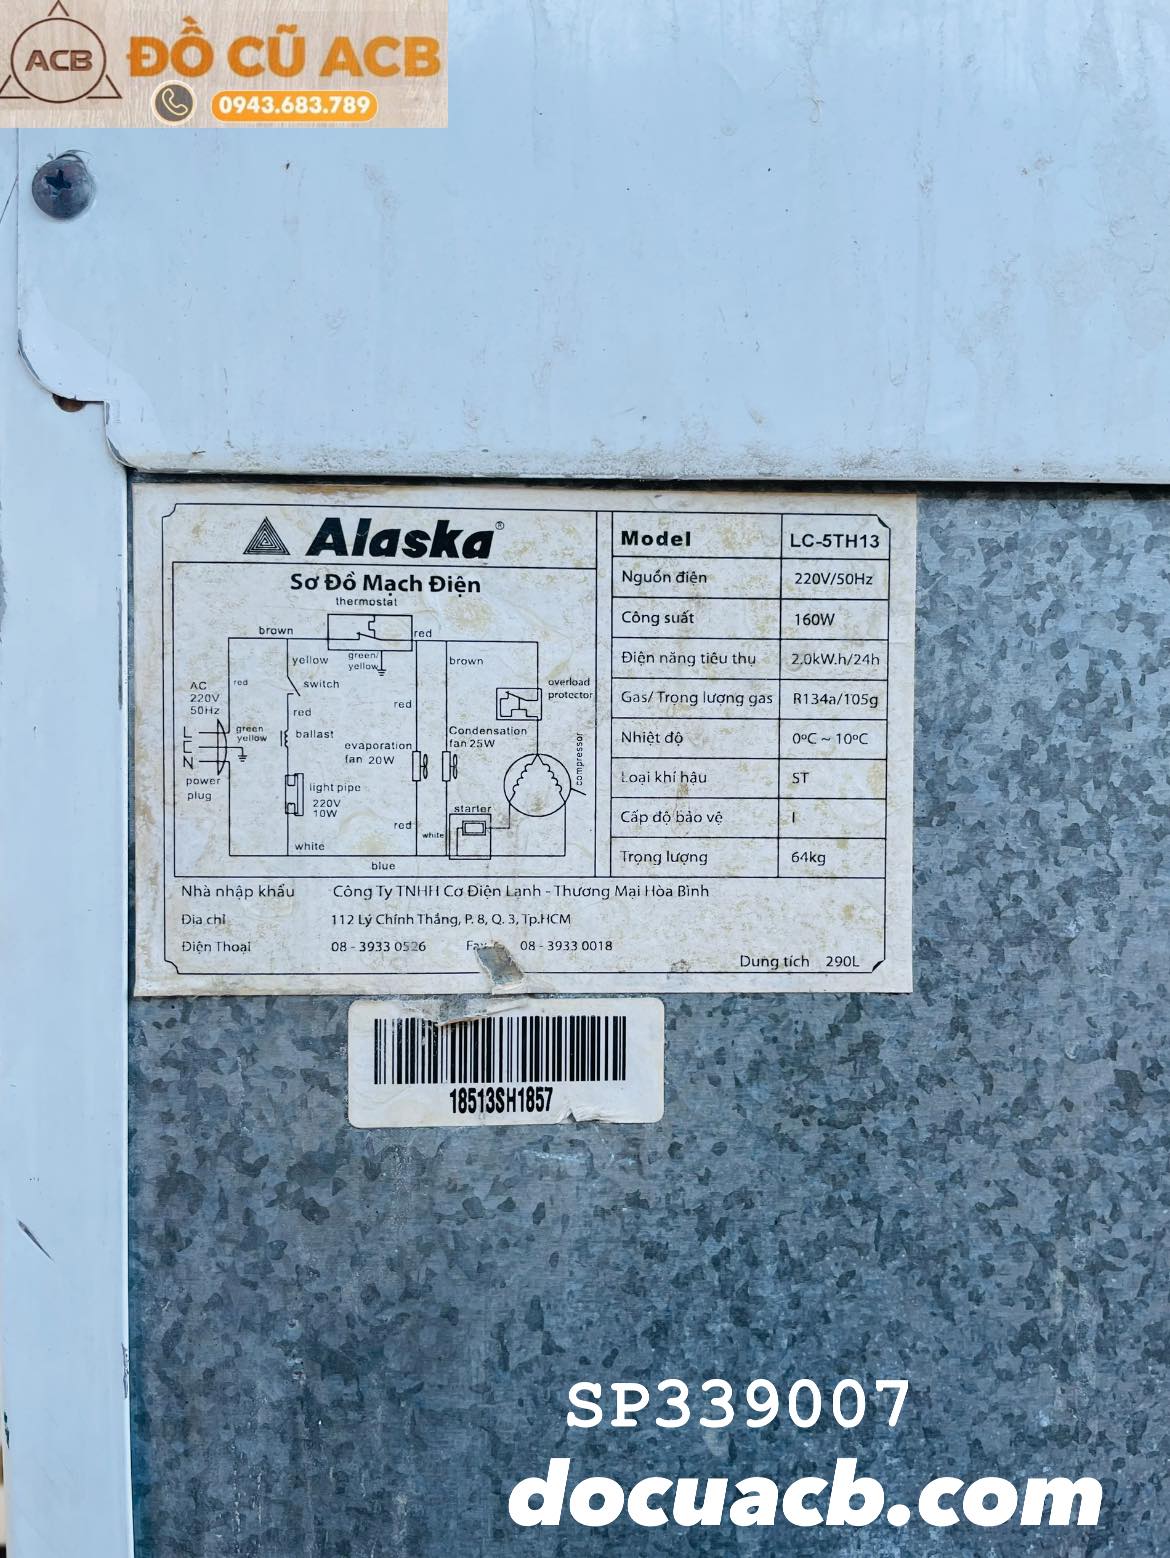 ACB
ĐỒ CŨ ACB
0943.683.789
Alaska®
Sơ Đồ Mạch Điện
thermostat
brown
red
green/
yellow
yellow
switch
red
brown
overload
protector
AC
220V
50Hz
red
red
ballast
Condensation
fan 25W
green
yellow
L
N
power
plug
evaporation
fan 20W
compressor
light pipe
220V
10W
starter
red
white
white
blue
Model LC-5TH13
Nguồn điện 220V/50Hz
Công suất 160W
Điện năng tiêu thụ 2.0kW.h/24h
Gas/ Trọng lượng gas R134a/105g
Nhiệt độ 0ºC ~ 10ºC
Loại khí hậu ST
Cấp độ bảo vệ I
Trọng lượng 64kg
Nhà nhập khẩu Công Ty TNHH Cơ Điện Lạnh - Thương Mại Hòa Bình
Địa chỉ 112 Lý Chính Thắng, P. 8, Q. 3, Tp.HCM
Điện Thoại 08 - 3933 0526 Fax 08 - 3933 0018
Dung tích 290L
18513SH1857
SP339007
docuacb.com